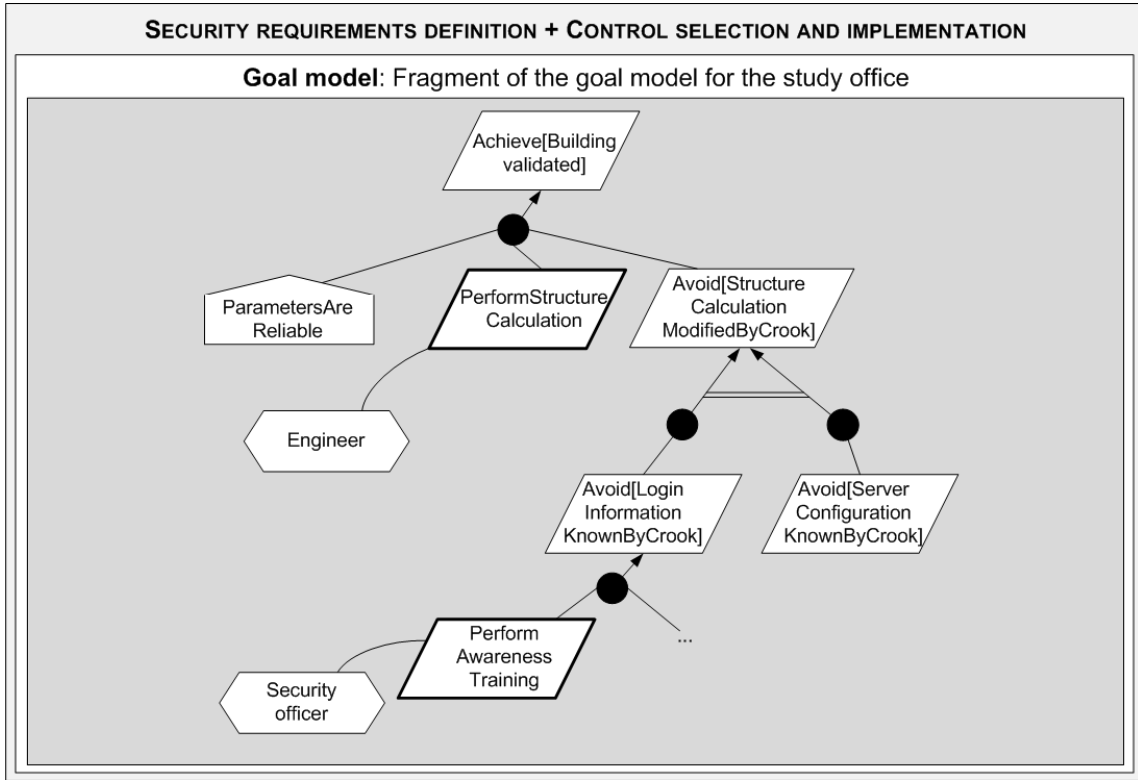 SECURITY REQUIREMENTS DEFINITION + CONTROL SELECTION AND IMPLEMENTATION
Goal model: Fragment of the goal model for the study office
Achieve[Building
validated]
ParametersAre
Reliable
PerformStructure
Calculation
Avoid[Structure
Calculation
ModifiedByCrook]
Engineer
Avoid[Login
Information
KnownByCrook]
Avoid[Server
Configuration
KnownByCrook]
Perform
Awareness
Training
...
Security
officer